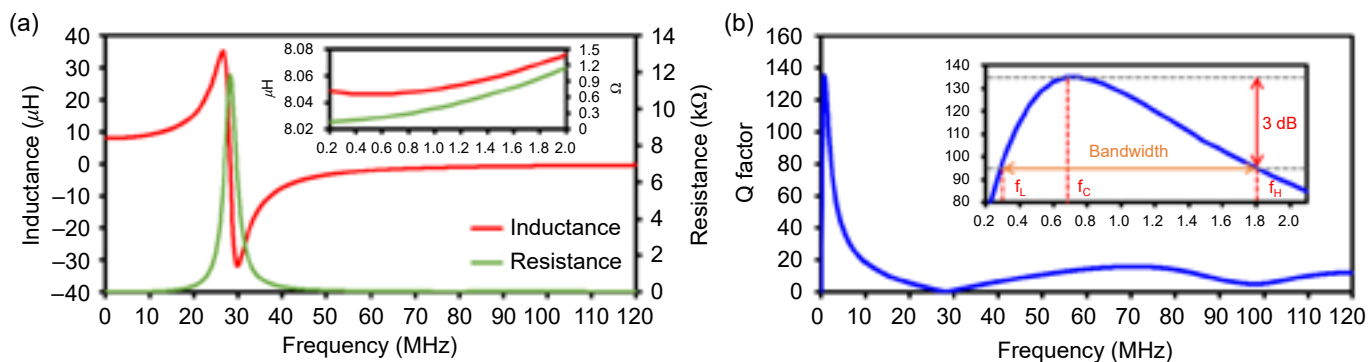 (a)
Inductance (μH)
40
30
20
10
0
–10
–20
–30
–40
0 10 20 30 40 50 60 70 80 90 100 110 120
Frequency (MHz)
14
12
10
8
6
4
2
0
Resistance (kΩ)
Inductance
Resistance
μH
8.08
8.06
8.04
8.02
0.2 0.4 0.6 0.8 1.0 1.2 1.4 1.6 1.8 2.0
1.5
1.2
0.9
0.6
0.3
0
Ω
(b)
Q factor
160
140
120
100
80
60
40
20
0
0 10 20 30 40 50 60 70 80 90 100 110 120
Frequency (MHz)
140
130
120
110
100
90
80
0.2 0.4 0.6 0.8 1.0 1.2 1.4 1.6 1.8 2.0
3 dB
Bandwidth
fL
fC
fH